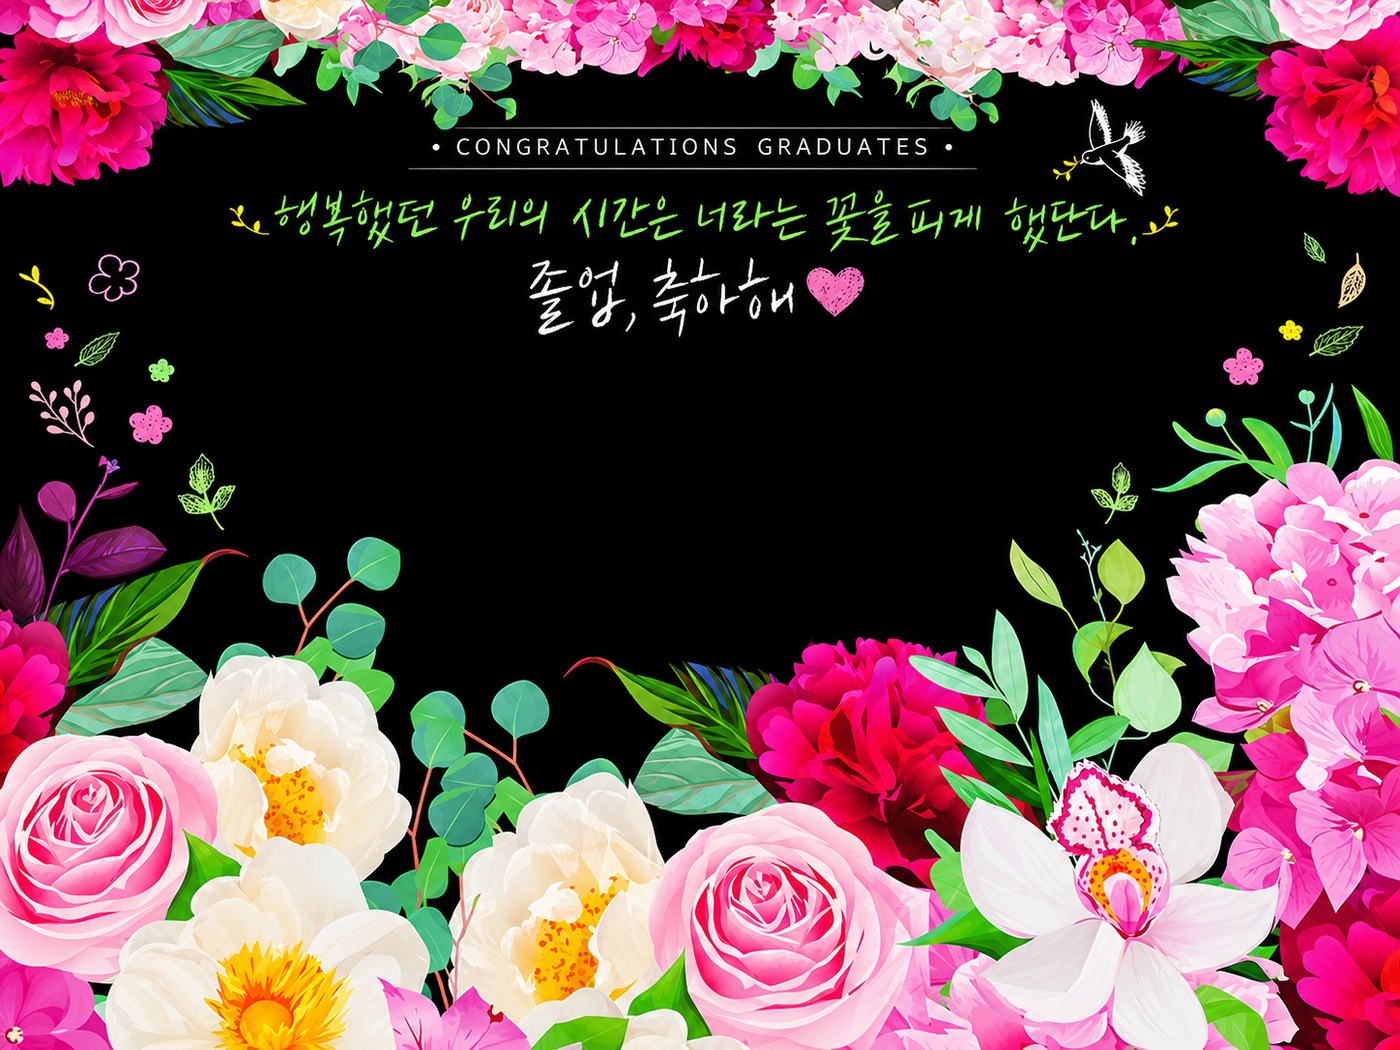 • CONGRATULATIONS GRADUATES •
행복했던 우리의 시간은 너라는 꽃을 피게 했단다.
졸업, 축하해